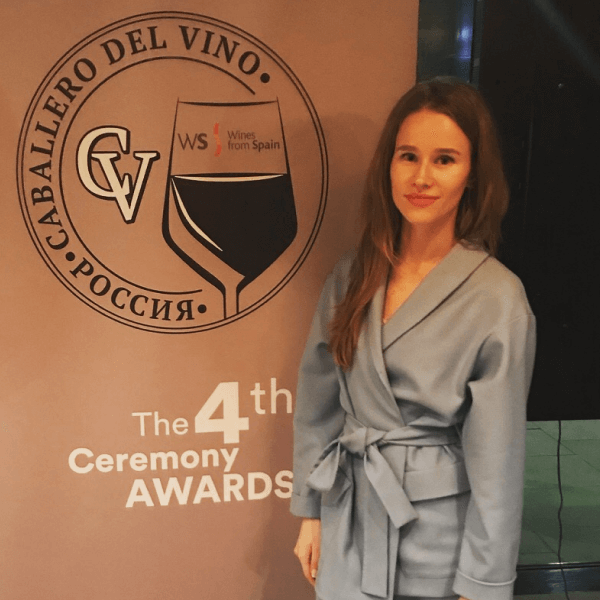 •CABALLERO DEL VINO•
CV
WS Wines
from Spain
•РОССИЯ•
The 4th
Ceremony
AWARDS